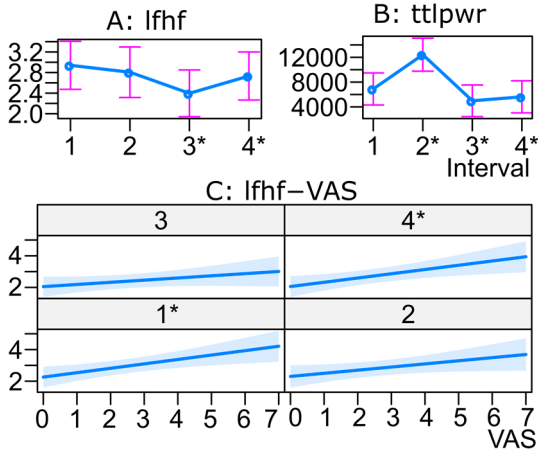 A: lfhf
B: ttlpwr
3.2
2.8
2.4
2.0
12000
8000
4000
1 2 3* 4*
1 2* 3* 4*
Interval
C: lfhf−VAS
3 4*
4
2
1* 2
4
2
0 1 2 3 4 5 6 7 0 1 2 3 4 5 6 7
VAS